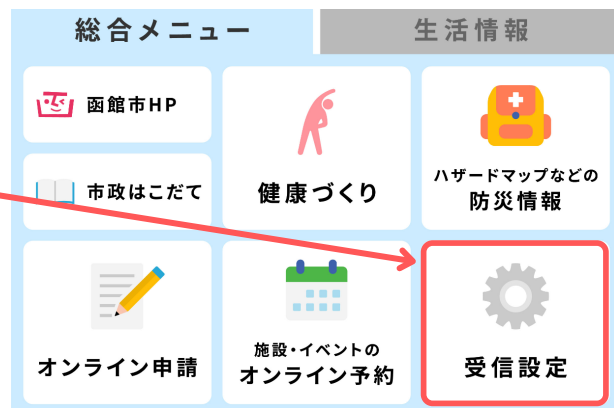 総合メニュー
生活情報
函館市HP
市政はこだて
健康づくり
ハザードマップなどの
防災情報
オンライン申請
施設・イベントの
オンライン予約
受信設定